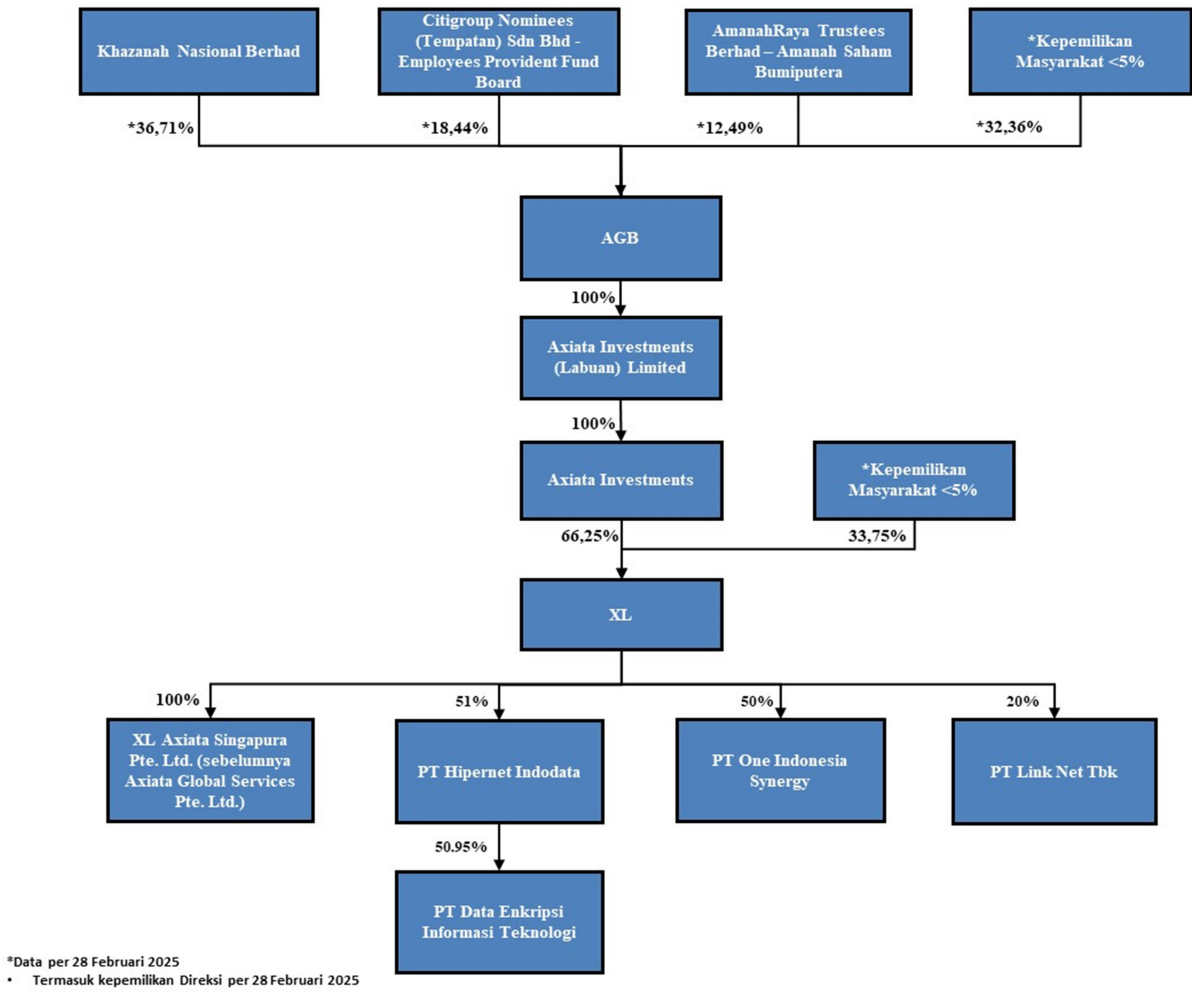 Khazanah Nasional Berhad
Citigroup Nominees
(Tempatan) Sdn Bhd -
Employees Provident Fund
Board
AmanahRaya Trustees
Berhad – Amanah Saham
Bumiputera
*Kepemilikan
Masyarakat <5%
*36,71%
*18,44%
*12,49%
*32,36%
AGB
100%
Axiata Investments
(Labuan) Limited
100%
Axiata Investments
*Kepemilikan
Masyarakat <5%
66,25%
33,75%
XL
100%
51%
50%
20%
XL Axiata Singapura
Pte. Ltd. (sebelumnya
Axiata Global Services
Pte. Ltd.)
PT Hipernet Indodata
PT One Indonesia
Synergy
PT Link Net Tbk
50.95%
PT Data Enkripsi
Informasi Teknologi
*Data per 28 Februari 2025
• Termasuk kepemilikan Direksi per 28 Februari 2025